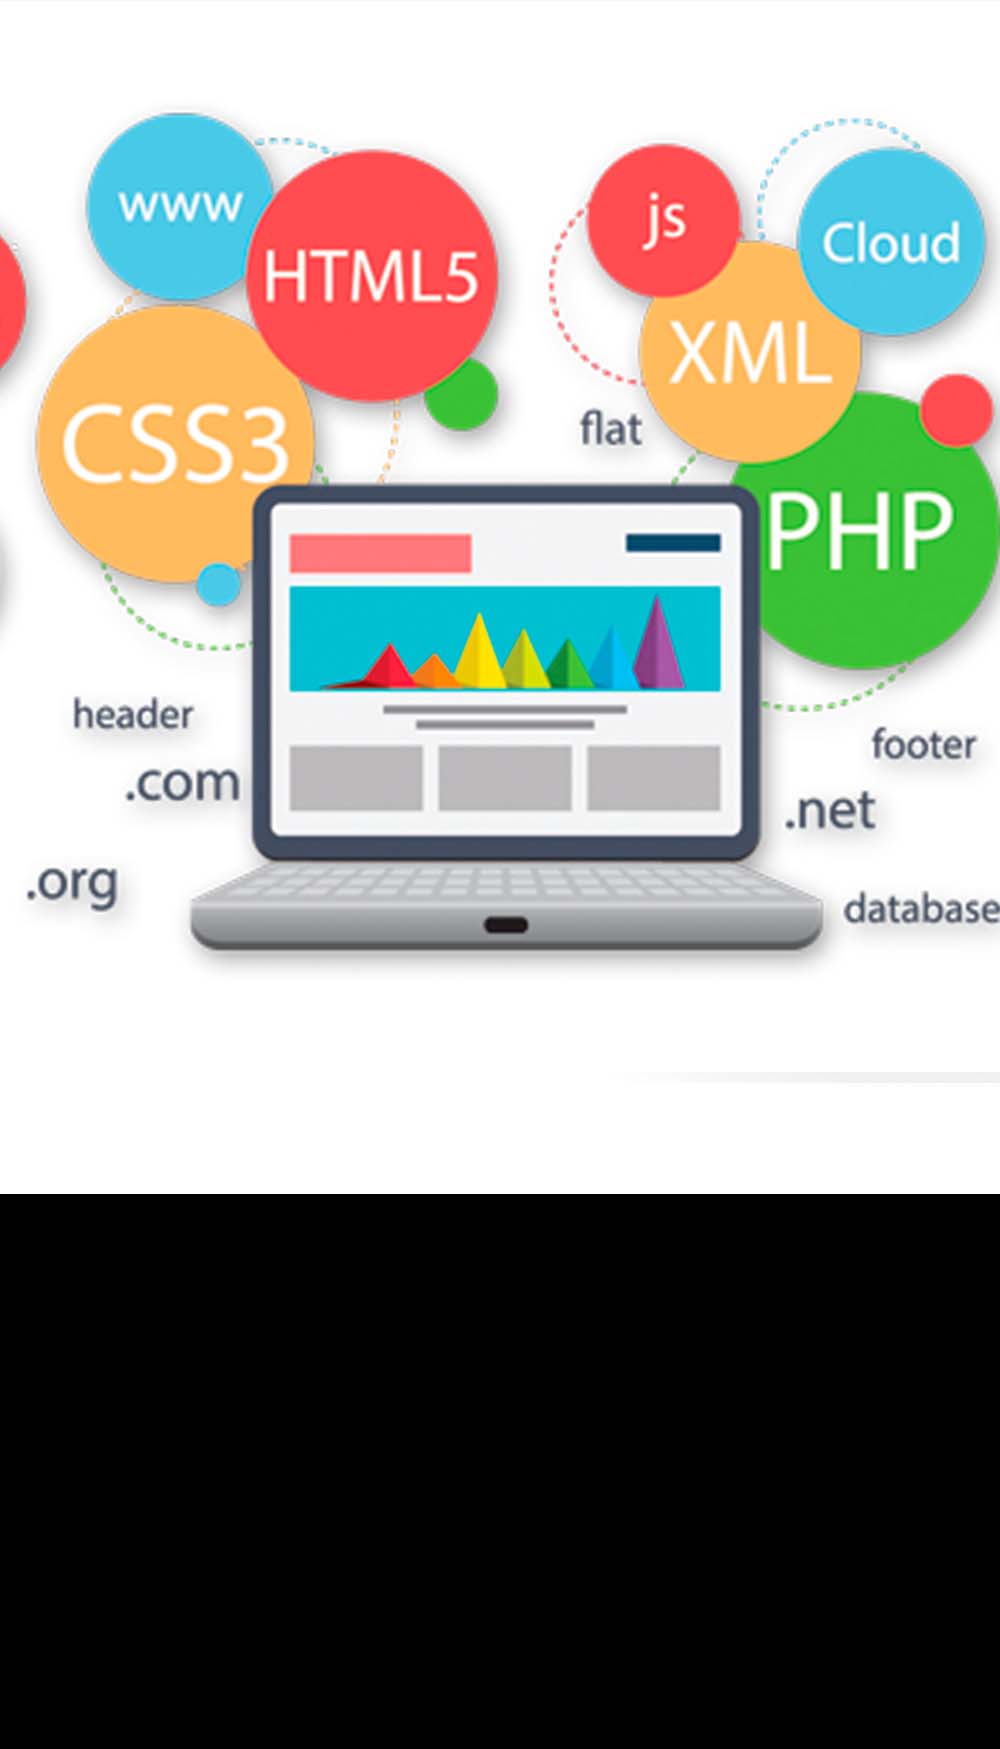 www
HTML5
CSS3
js
Cloud
XML
flat
PHP
header
.com
.org
footer
.net
database